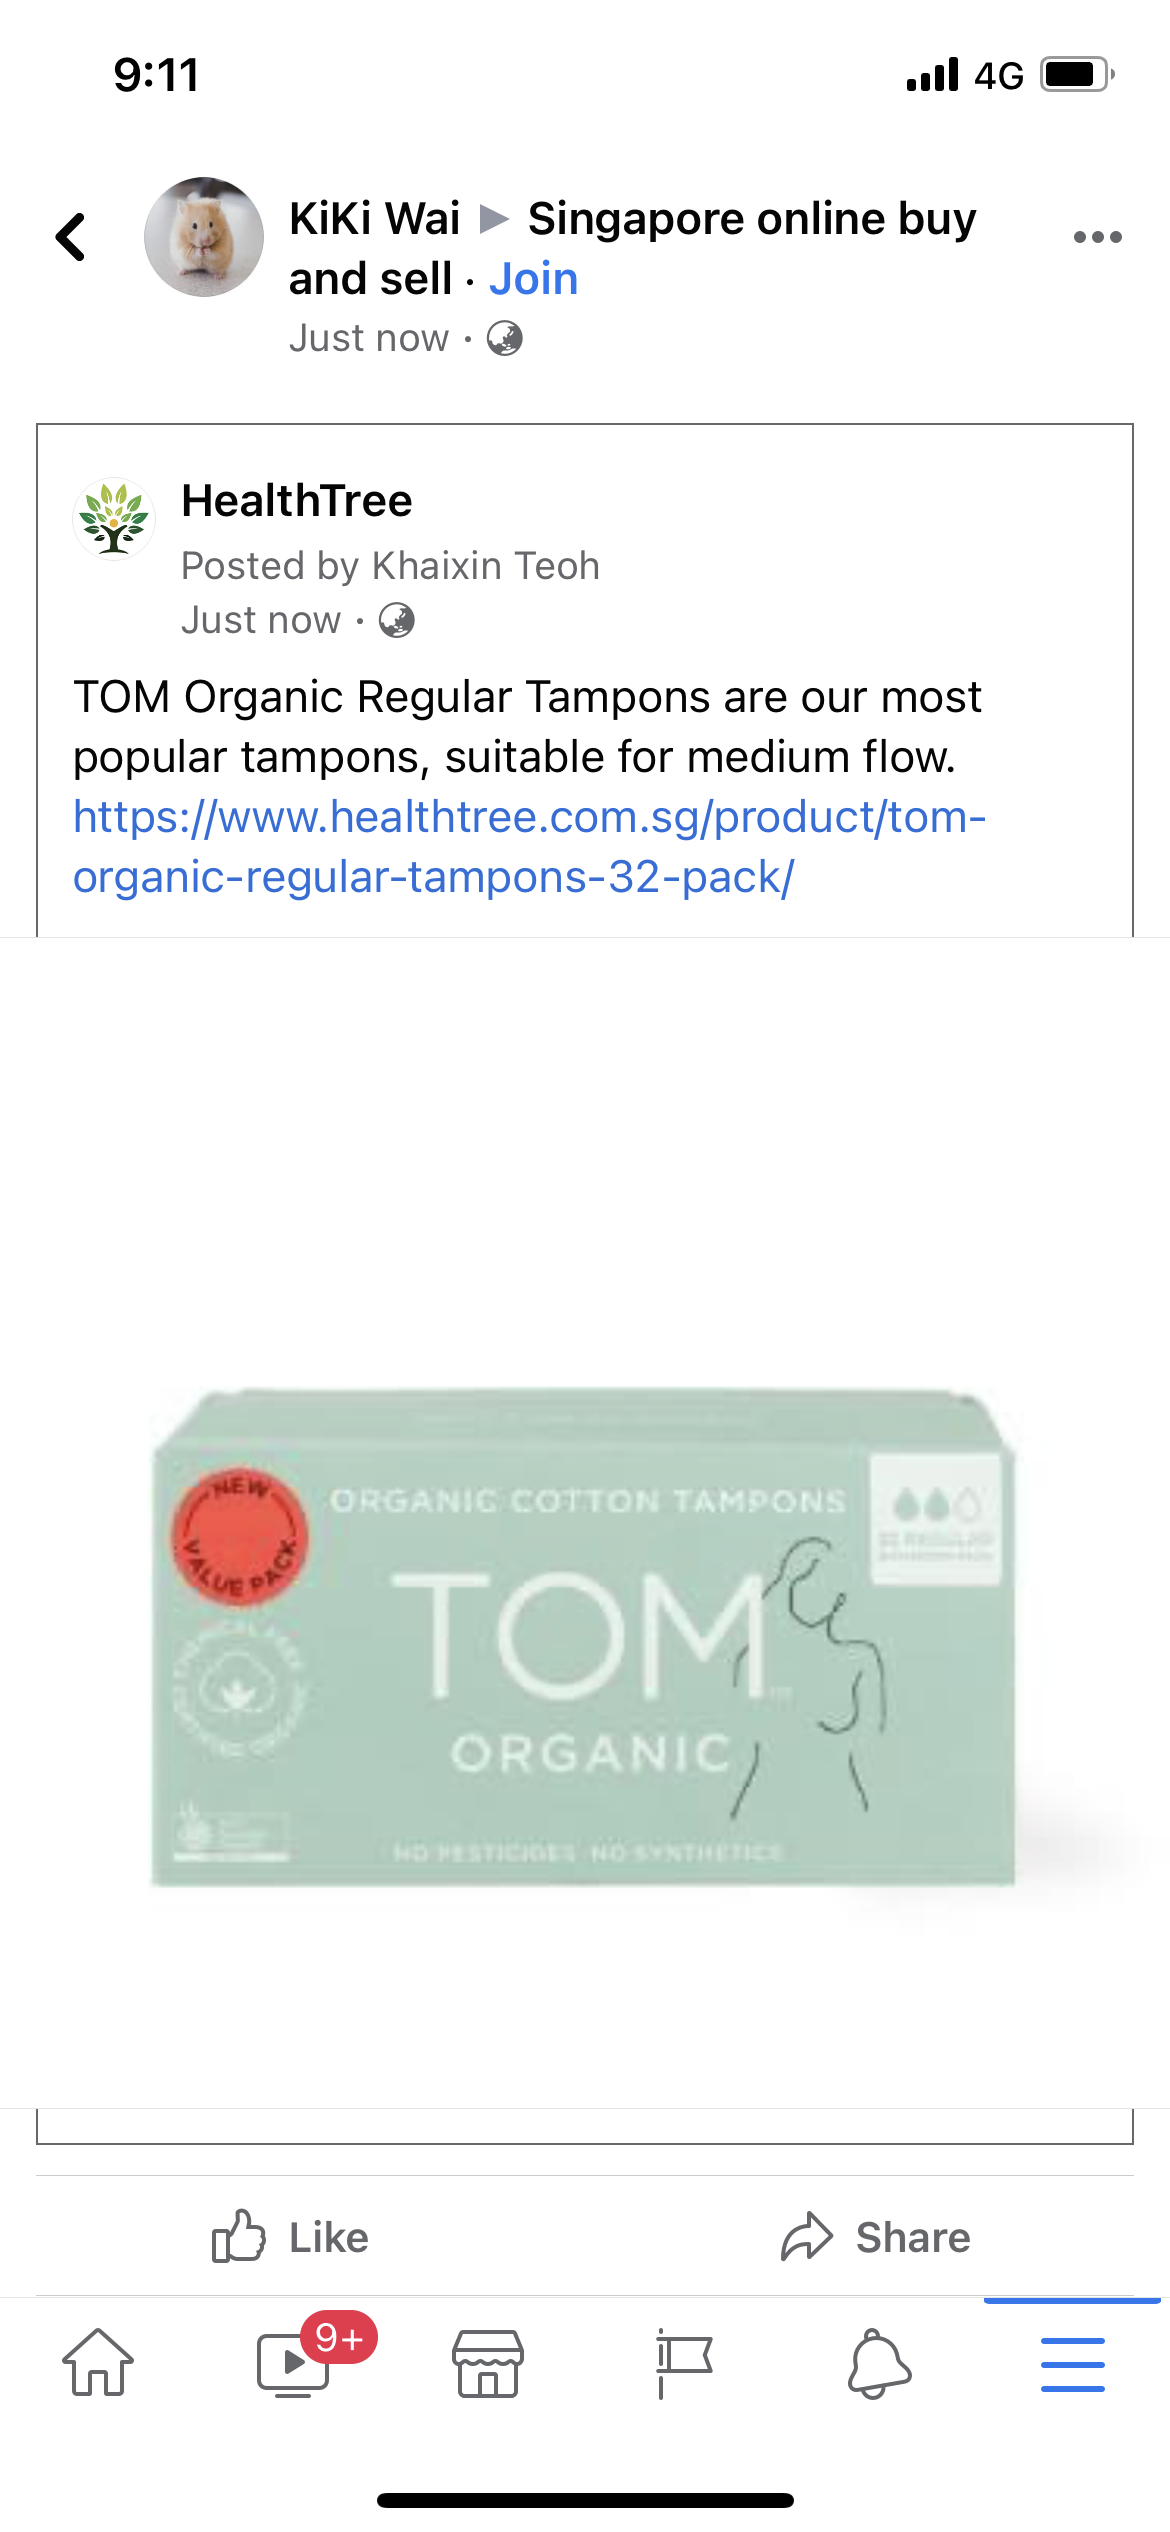 9:11
4G
KiKi Wai ▶ Singapore online buy
and sell · Join
Just now ·
HealthTree
Posted by Khaixin Teoh
Just now ·
TOM Organic Regular Tampons are our most
popular tampons, suitable for medium flow.
https://www.healthtree.com.sg/product/tom-
organic-regular-tampons-32-pack/
NEW
VALUE PACK
ORGANIC COTTON TAMPONS
TOM
ORGANIC
NO PESTICIDES NO SYNTHETICS
Like
Share
9+